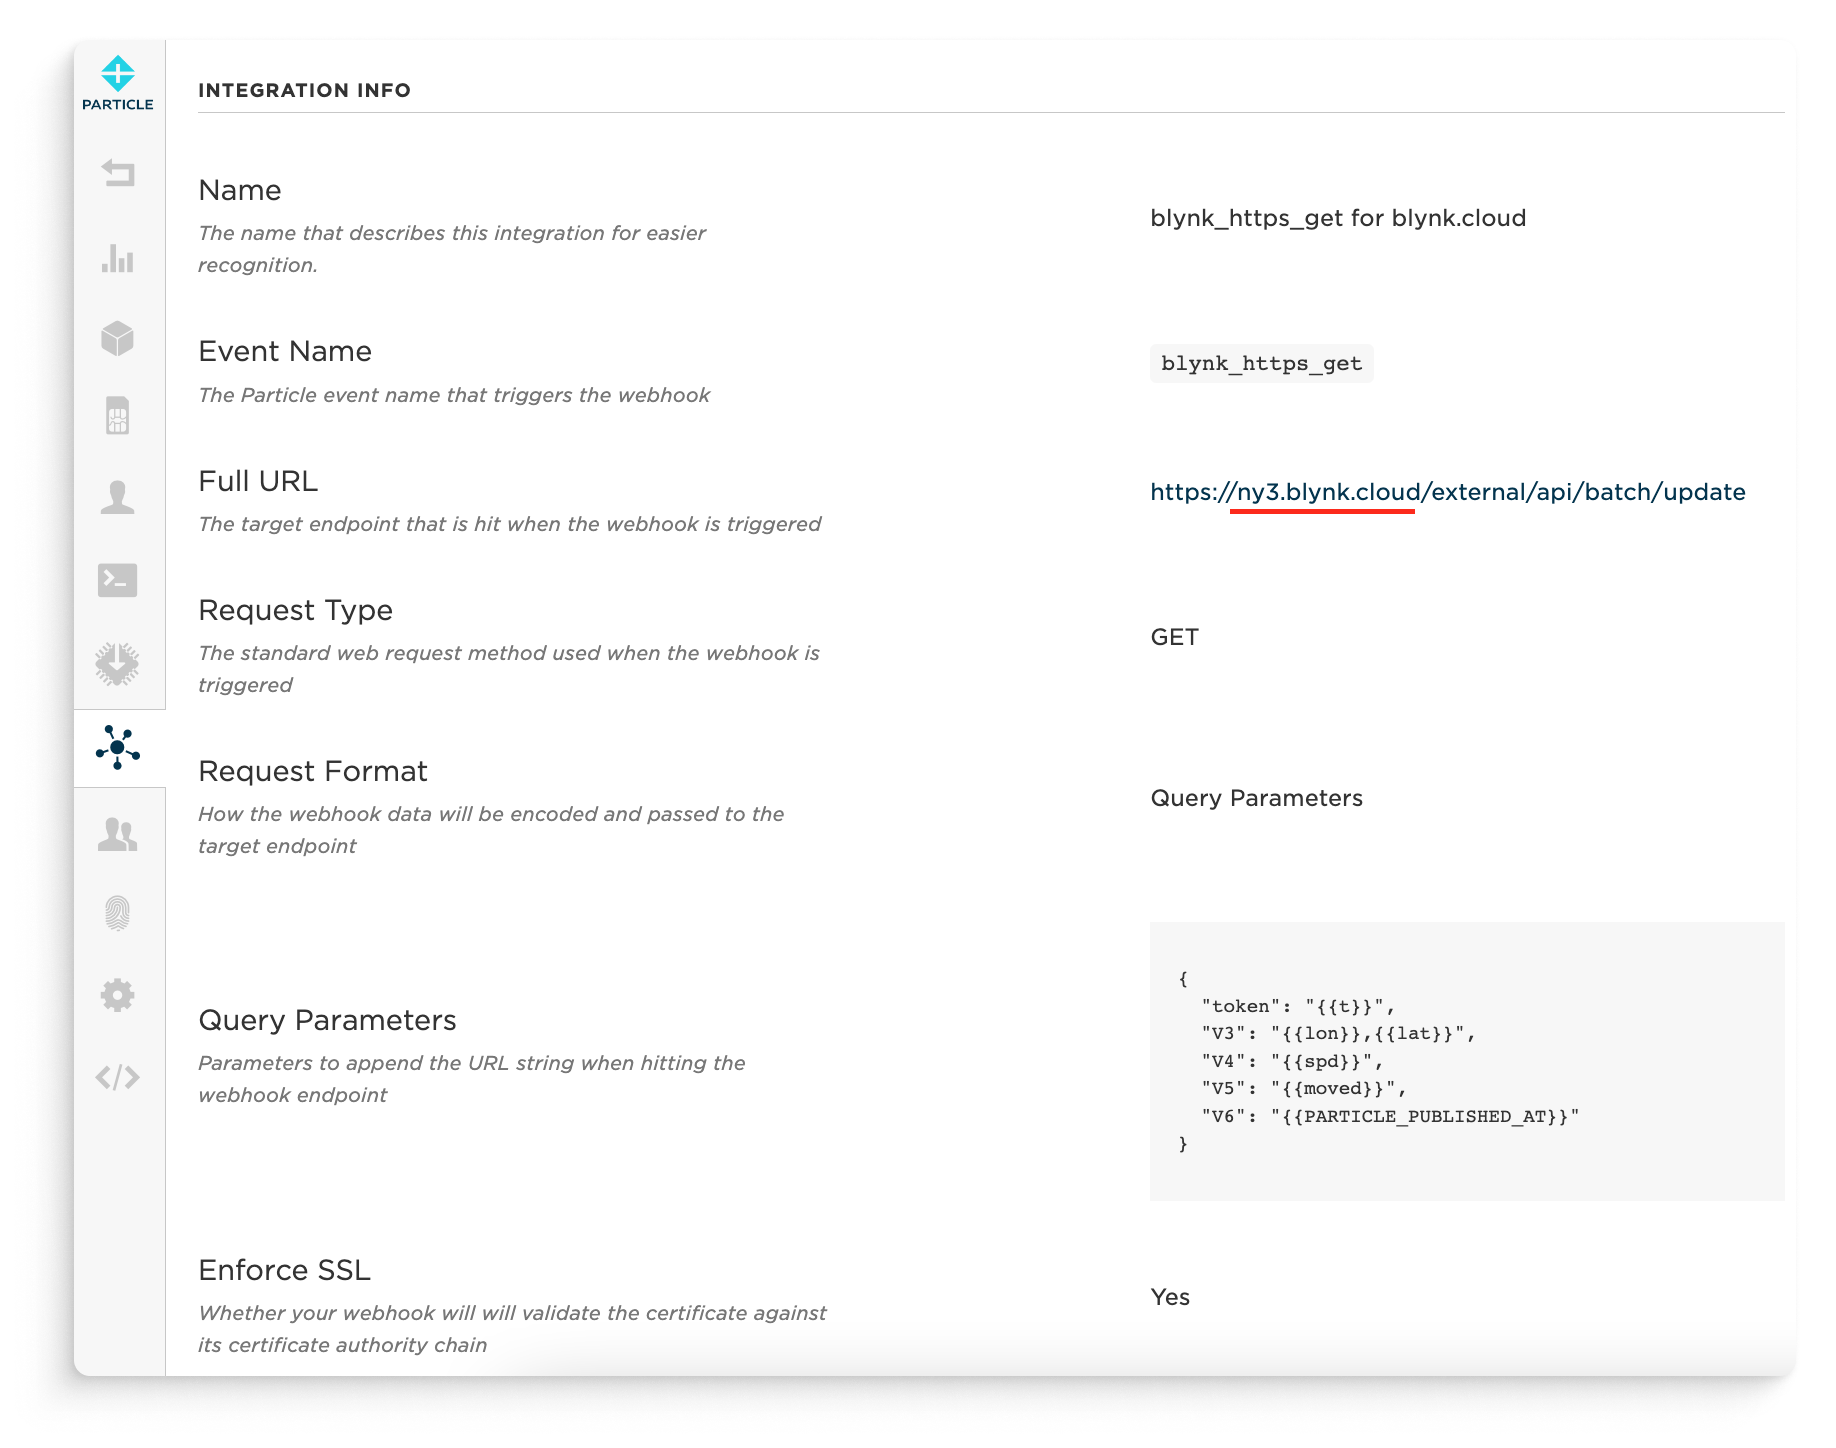 PARTICLE
INTEGRATION INFO
Name
The name that describes this integration for easier
recognition.
blynk_https_get for blynk.cloud
Event Name
The Particle event name that triggers the webhook
blynk_https_get
Full URL
The target endpoint that is hit when the webhook is triggered
https://ny3.blynk.cloud/external/api/batch/update
Request Type
The standard web request method used when the webhook is
triggered
GET
Request Format
How the webhook data will be encoded and passed to the
target endpoint
Query Parameters
Query Parameters
Parameters to append the URL string when hitting the
webhook endpoint
{
  "token": "{{t}}",
  "V3": "{{lon}},{{lat}}",
  "V4": "{{spd}}",
  "V5": "{{moved}}",
  "V6": "{{PARTICLE_PUBLISHED_AT}}"
}
Enforce SSL
Whether your webhook will will validate the certificate against
its certificate authority chain
Yes